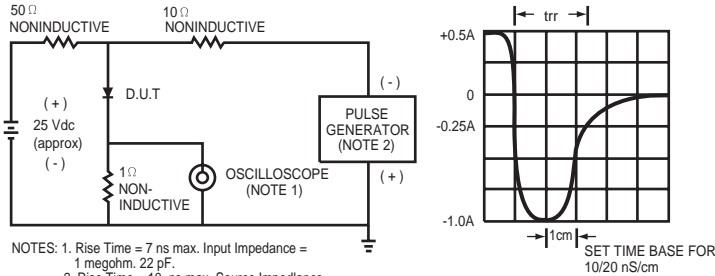 50 Ω
NONINDUCTIVE
10 Ω
NONINDUCTIVE
( + )
25 Vdc
(approx)
( - )
D.U.T
1 Ω
NON-
INDUCTIVE
OSCILLOSCOPE
(NOTE 1)
( - )
PULSE
GENERATOR
(NOTE 2)
( + )
trr
+0.5A
0
-0.25A
-1.0A
1cm
SET TIME BASE FOR
10/20 nS/cm
NOTES: 1. Rise Time = 7 ns max. Input Impedance =
1 megohm. 22 pF.